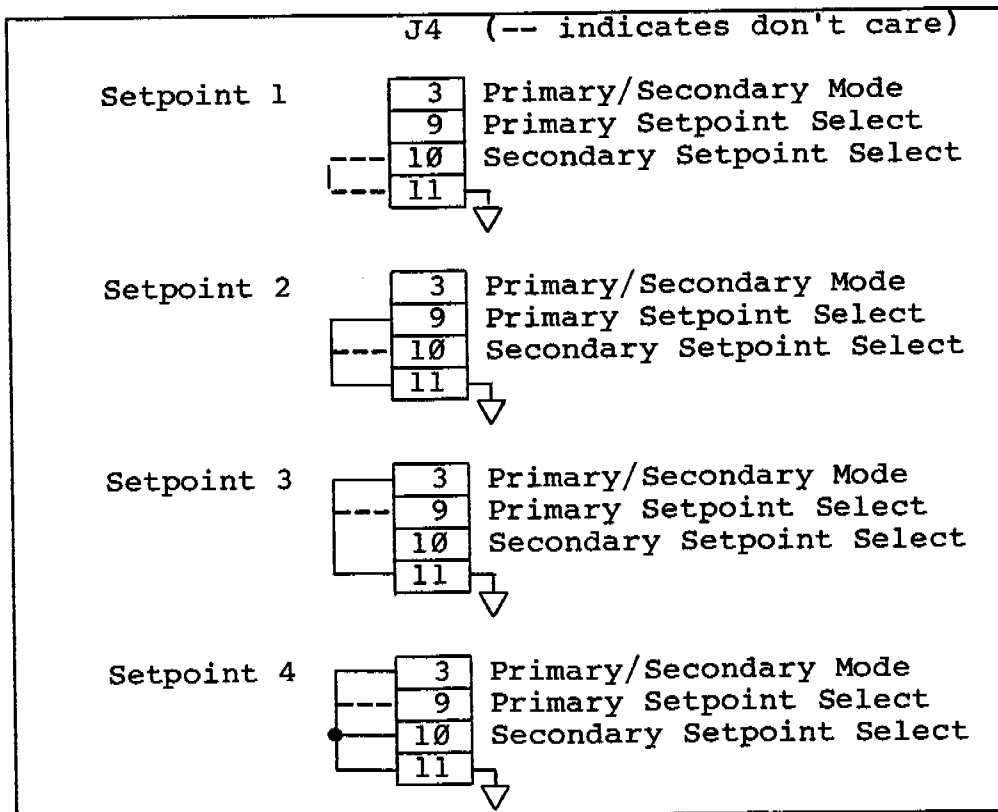 J4 (-- indicates don't care)
Setpoint 1
3 Primary/Secondary Mode
9 Primary Setpoint Select
10 Secondary Setpoint Select
11
Setpoint 2
3 Primary/Secondary Mode
9 Primary Setpoint Select
10 Secondary Setpoint Select
11
Setpoint 3
3 Primary/Secondary Mode
9 Primary Setpoint Select
10 Secondary Setpoint Select
11
Setpoint 4
3 Primary/Secondary Mode
9 Primary Setpoint Select
10 Secondary Setpoint Select
11